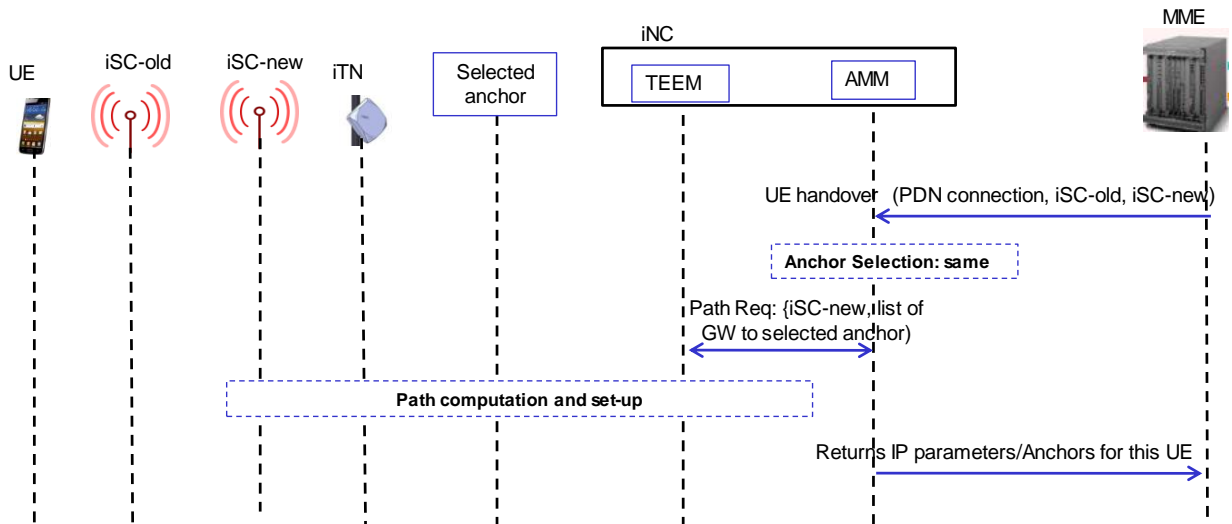 MME
iNC
UE
iSC-old
iSC-new
iTN
Selected
anchor
TEEM
AMM
UE handover (PDN connection, iSC-old, iSC-new)
Anchor Selection: same
Path Req: {iSC-new, list of
GW to selected anchor)
Path computation and set-up
Returns IP parameters/Anchors for this UE